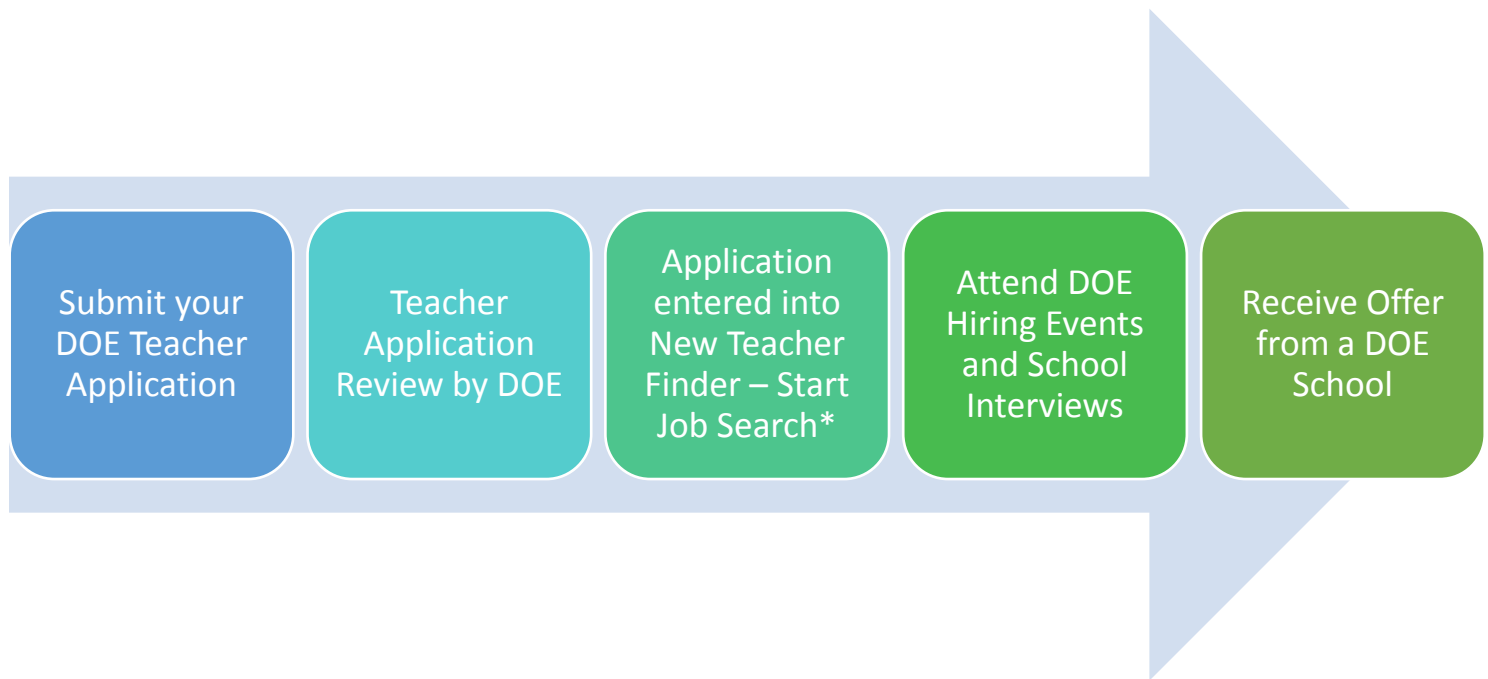 Submit your
DOE Teacher
Application
Teacher
Application
Review by DOE
Application
entered into
New Teacher
Finder – Start
Job Search*
Attend DOE
Hiring Events
and School
Interviews
Receive Offer
from a DOE
School